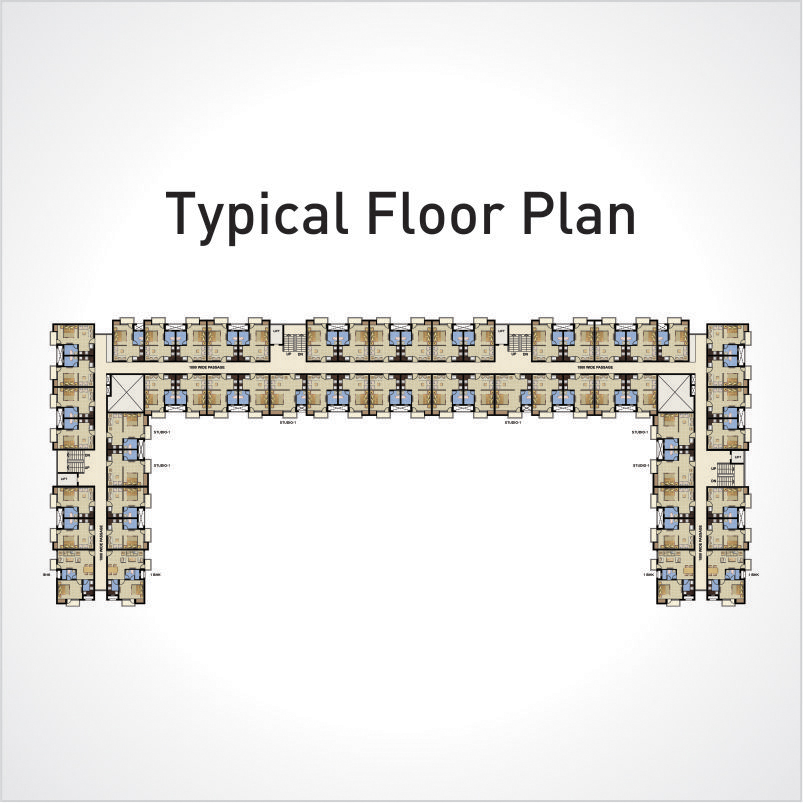 Typical Floor Plan
LIFT
UP DN
LIFT
UP DN
1800 WIDE PASSAGE
1800 WIDE PASSAGE
STUDIO-1
STUDIO-1
STUDIO-1
STUDIO-1
DN
UP
LIFT
STUDIO-1
STUDIO-1
LIFT
UP
DN
1800 WIDE PASSAGE
1800 WIDE PASSAGE
BHK
1 BHK
1 BHK
1 BHK